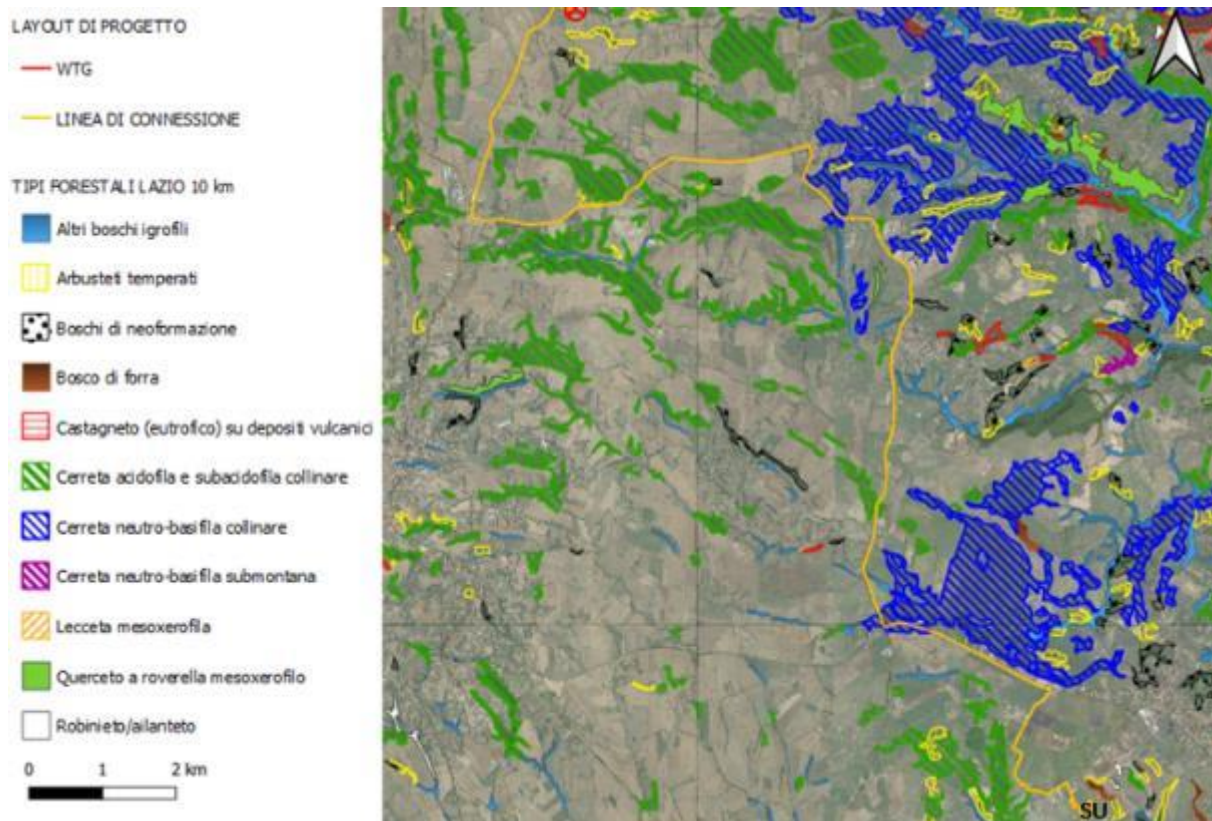 LAYOUT DI PROGETTO
WTG
LINEA DI CONNESSIONE
TIPI FORESTALI LAZIO 10 km
Altri boschi igrofili
Arbusteti temperati
Boschi di neoformazione
Bosco di forra
Castagneto (eutrofico) su depositi vulcanici
Cerreta acidofila e subacidofila collinare
Cerreta neutro-basifila collinare
Cerreta neutro-basifila submontana
Lecceta mesoxerofila
Querceto a roverella mesoxerofilo
Robinieto/ailanteto
0 1 2 km
SU